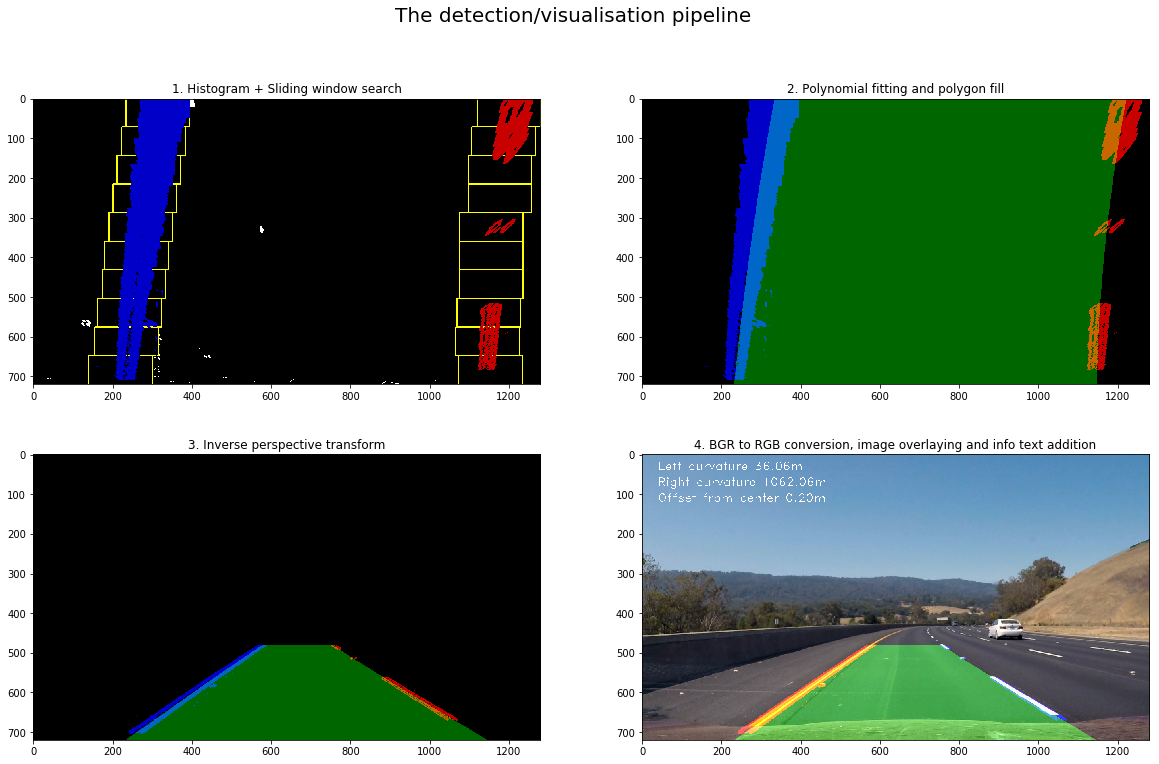 The detection/visualisation pipeline
1. Histogram + Sliding window search
0
100
200
300
400
500
600
700
0 200 400 600 800 1000 1200
2. Polynomial fitting and polygon fill
0
100
200
300
400
500
600
700
0 200 400 600 800 1000 1200
3. Inverse perspective transform
0
100
200
300
400
500
600
700
0 200 400 600 800 1000 1200
4. BGR to RGB conversion, image overlaying and info text addition
0
100
200
300
400
500
600
700
Left curvature 36.06m
Right curvature 1062.06m
Offset from center 0.20m
0 200 400 600 800 1000 1200